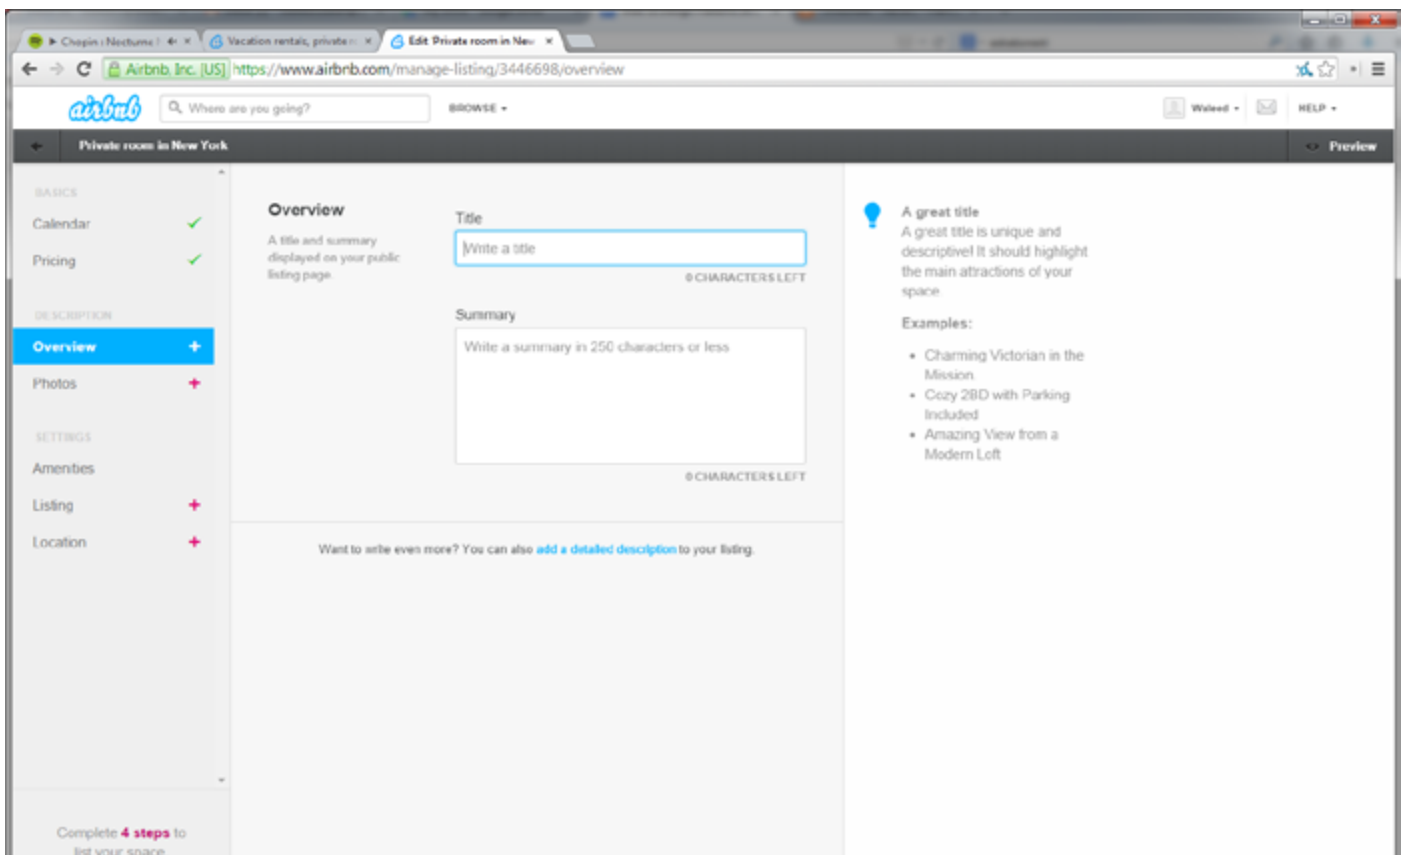 Chopin : Nocturne
Vacation rentals, private r
Edit 'Private room in New
Airbnb, Inc. [US]
https://www.airbnb.com/manage-listing/3446698/overview
airbnb
Where are you going?
BROWSE
Waleed
HELP
Private room in New York
Preview
BASICS
Calendar
Pricing
DESCRIPTION
Overview
Photos
SETTINGS
Amenities
Listing
Location
Complete 4 steps to
list your space
Overview
A title and summary
displayed on your public
listing page.
Title
Write a title
0 CHARACTERS LEFT
Summary
Write a summary in 250 characters or less
0 CHARACTERS LEFT
Want to write even more? You can also add a detailed description to your listing.
A great title
A great title is unique and
descriptive! It should highlight
the main attractions of your
space.
Examples:
• Charming Victorian in the
Mission
• Cozy 2BD with Parking
Included
• Amazing View from a
Modern Loft